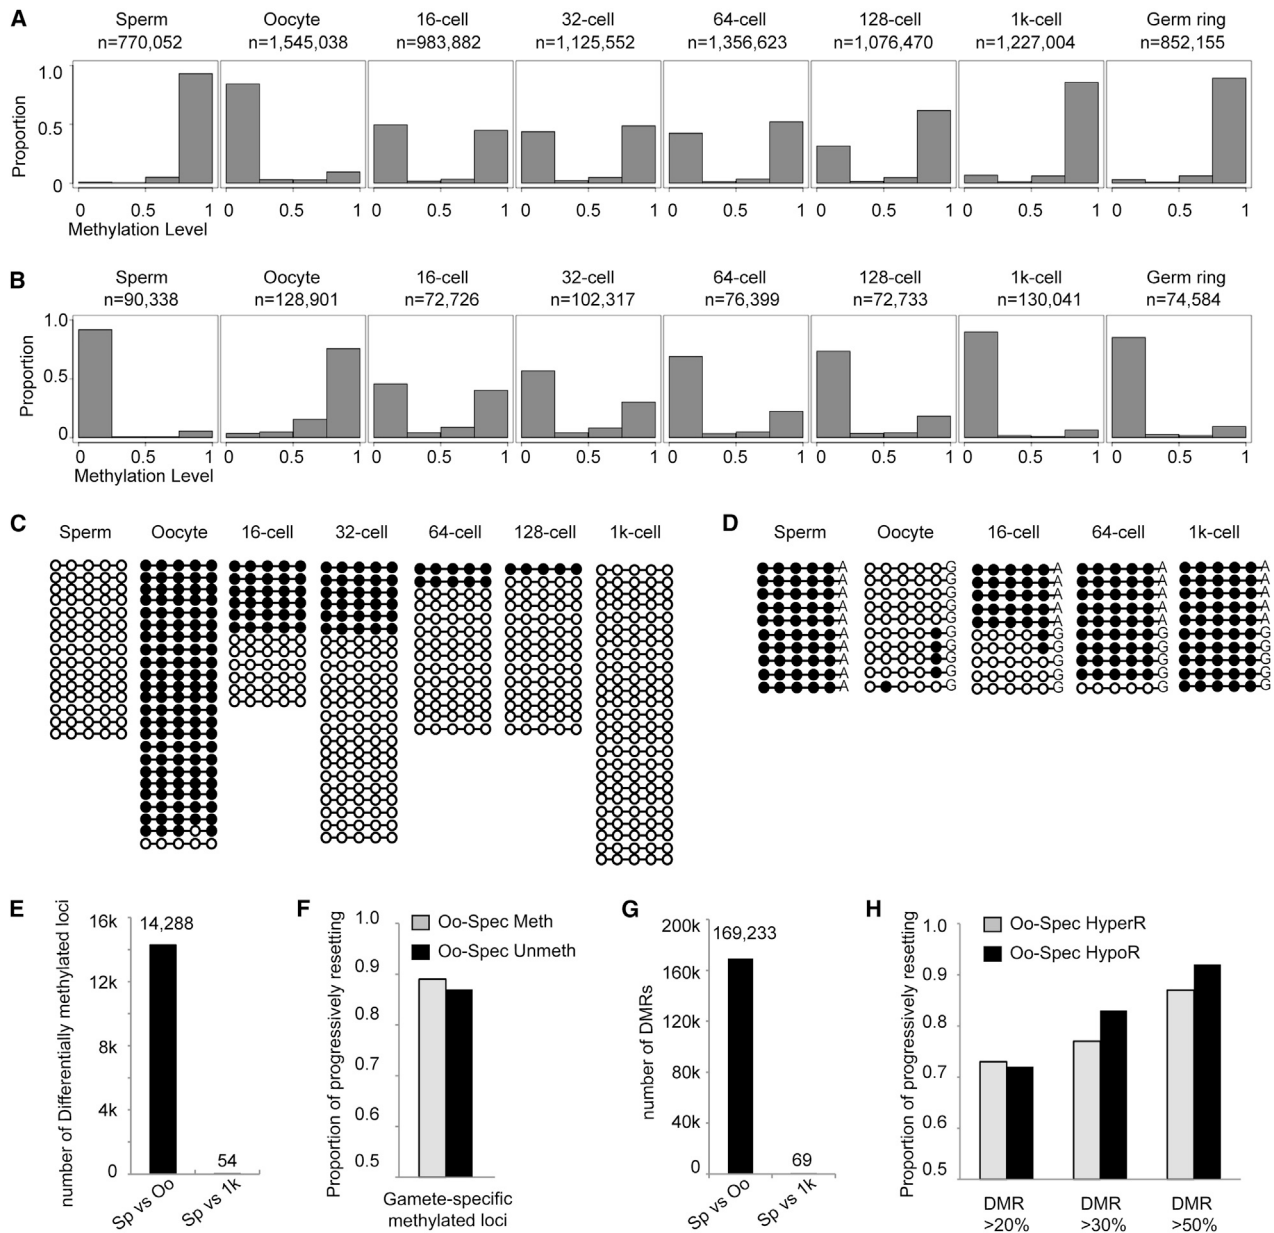 A
Sperm Oocyte 16-cell 32-cell 64-cell 128-cell 1k-cell Germ ring
n=770,052 n=1,545,038 n=983,882 n=1,125,552 n=1,356,623 n=1,076,470 n=1,227,004 n=852,155
Proportion
1.0
0.5
0
0 0.5 1 0 0.5 1 0 0.5 1 0 0.5 1 0 0.5 1 0 0.5 1 0 0.5 1 0 0.5 1
Methylation Level
B
Sperm Oocyte 16-cell 32-cell 64-cell 128-cell 1k-cell Germ ring
n=90,338 n=128,901 n=72,726 n=102,317 n=76,399 n=72,733 n=130,041 n=74,584
Proportion
1.0
0.5
0
0 0.5 1 0 0.5 1 0 0.5 1 0 0.5 1 0 0.5 1 0 0.5 1 0 0.5 1 0 0.5 1
Methylation Level
C
Sperm Oocyte 16-cell 32-cell 64-cell 128-cell 1k-cell
D
Sperm Oocyte 16-cell 64-cell 1k-cell
A G A A A
A G A A A
A G A A A
A G A A A
A G A A A
A G G G G
A G G G G
A G G G G
A G G G G
A G G G G
E
number of Differentially methylated loci
16k
12k
8k
4k
0
14,288
54
Sp vs Oo
Sp vs 1k
F
Proportion of progressively resetting
1.0
0.9
0.8
0.7
0.6
0.5
Oo-Spec Meth
Oo-Spec Unmeth
Gamete-specific
methylated loci
G
number of DMRs
200k
160k
120k
80k
40k
0
169,233
69
Sp vs Oo
Sp vs 1k
H
Proportion of progressively resetting
1.0
0.9
0.8
0.7
0.6
0.5
Oo-Spec HyperR
Oo-Spec HypoR
DMR DMR DMR
>20% >30% >50%